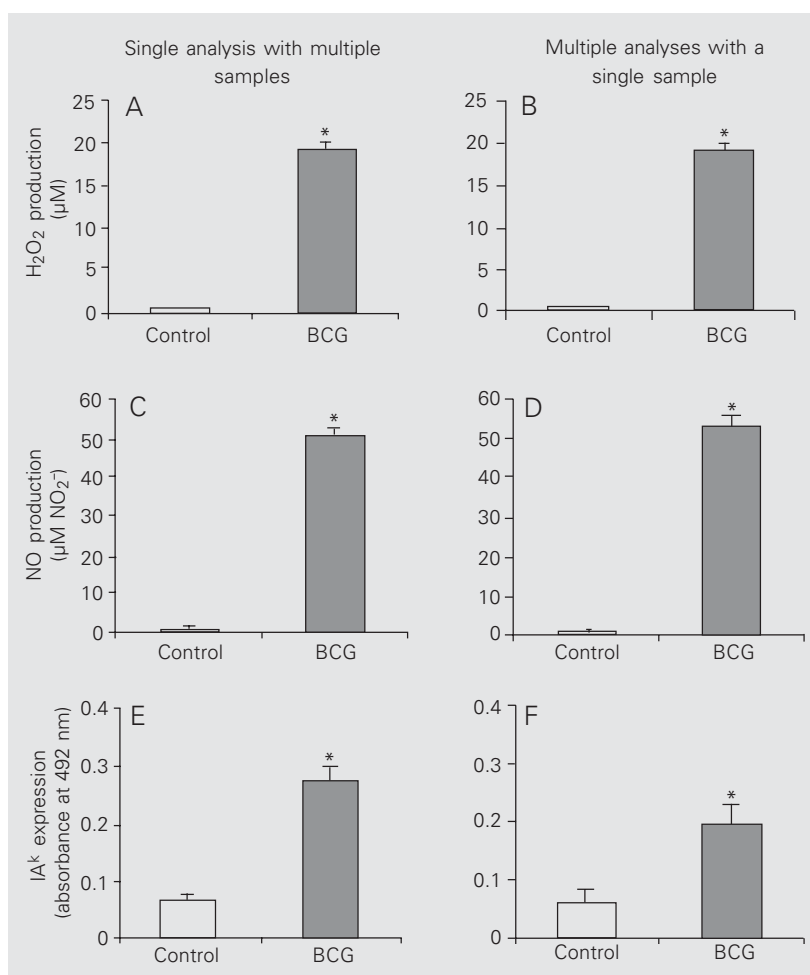 Single analysis with multiple
samples
Multiple analyses with a
single sample
A
H₂O₂ production
(µM)
25
20
15
10
5
0
*
Control
BCG
B
25
20
15
10
5
0
*
Control
BCG
C
NO production
(µM NO₂⁻)
60
50
40
30
20
10
0
*
Control
BCG
D
60
50
40
30
20
10
0
*
Control
BCG
E
IAᵏ expression
(absorbance at 492 nm)
0.4
0.3
0.2
0.1
0
*
Control
BCG
F
0.4
0.3
0.2
0.1
0
*
Control
BCG